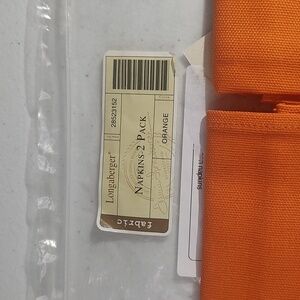 28523152
Longaberger®
NAPKINS-2 PACK
ORANGE
fabric